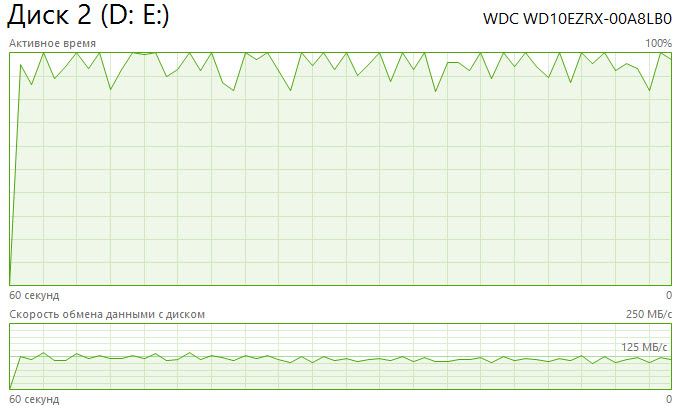 Диск 2 (D: E:)
WDC WD10EZRX-00A8LB0
Активное время
100%
60 секунд
0
Скорость обмена данными с диском
250 МБ/с
125 МБ/с
60 секунд
0